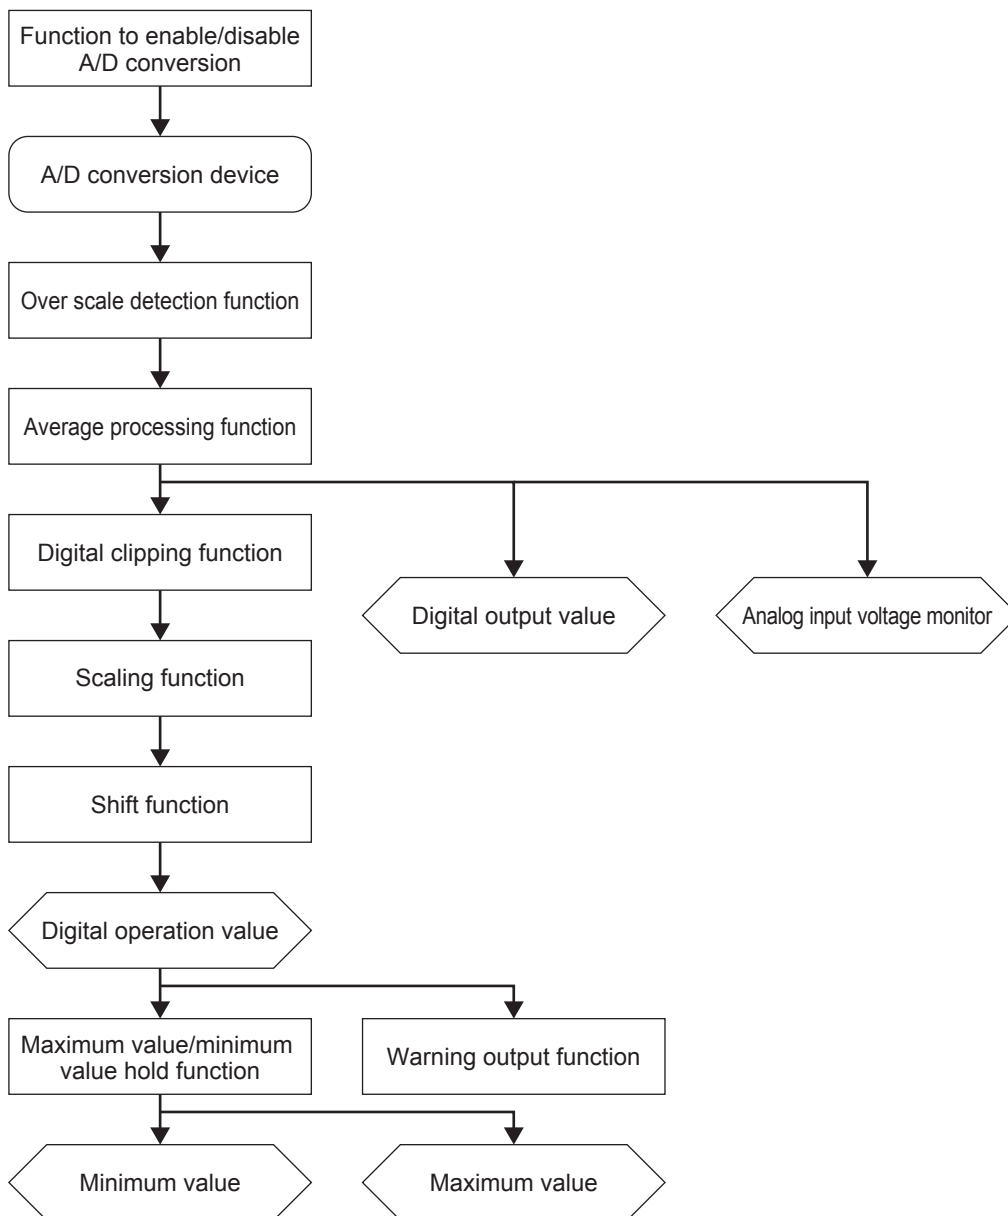 Function to enable/disable
A/D conversion
A/D conversion device
Over scale detection function
Average processing function
Digital clipping function
Digital output value
Analog input voltage monitor
Scaling function
Shift function
Digital operation value
Maximum value/minimum
value hold function
Warning output function
Minimum value
Maximum value